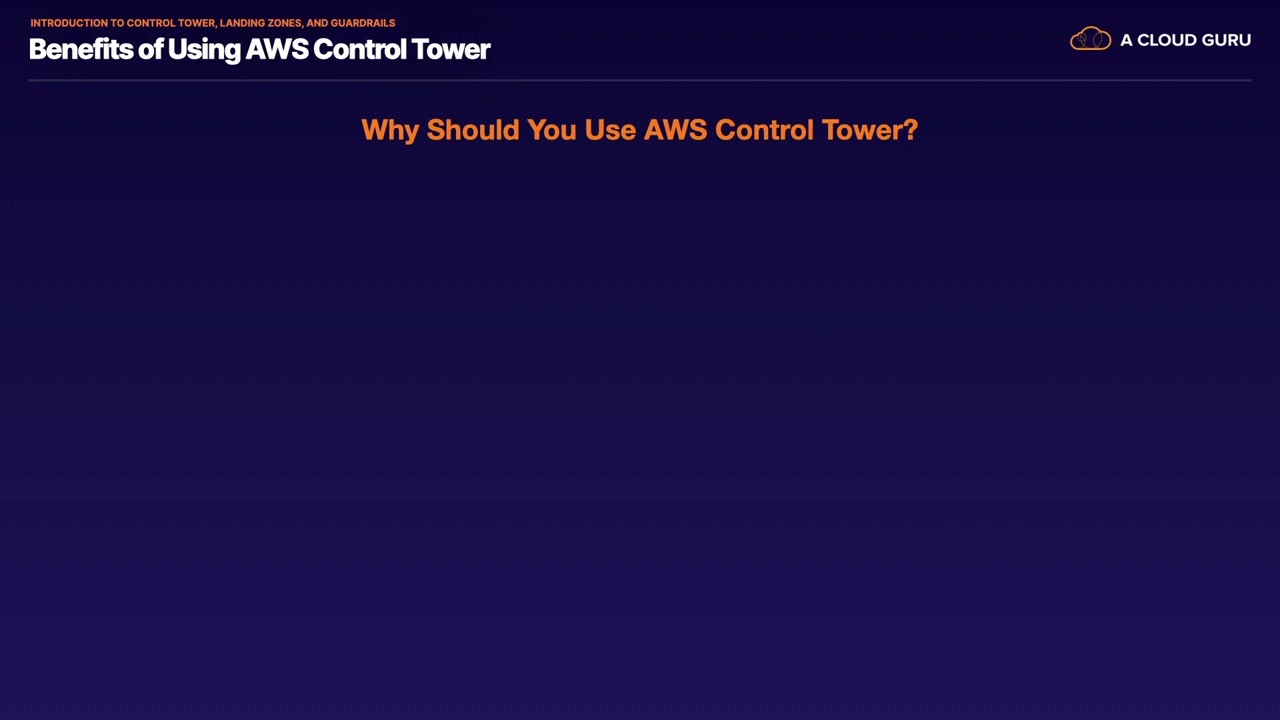 INTRODUCTION TO CONTROL TOWER, LANDING ZONES, AND GUARDRAILS
Benefits of Using AWS Control Tower
A CLOUD GURU
Why Should You Use AWS Control Tower?